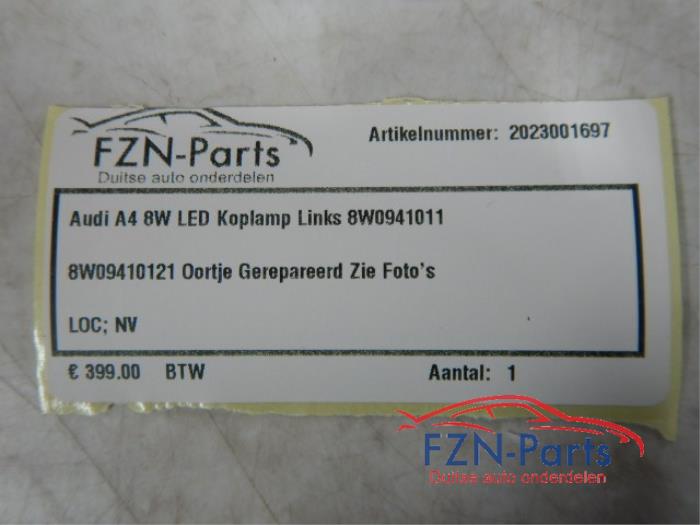 FZN-Parts
Duitse auto onderdelen
Artikelnummer: 2023001697
Audi A4 8W LED Koplamp Links 8W0941011
8W09410121 Oortje Gerepareerd Zie Foto's
LOC; NV
€ 399.00 BTW Aantal: 1
FZN-Parts
Duitse auto onderdelen